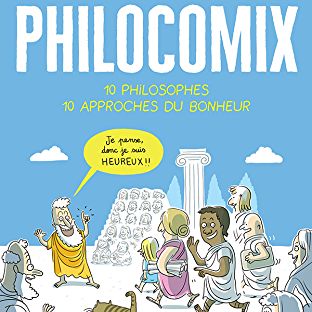 PHILOCOMIX
10 PHILOSOPHES
10 APPROCHES DU BONHEUR
Je pense,
donc je suis
HEUREUX!!